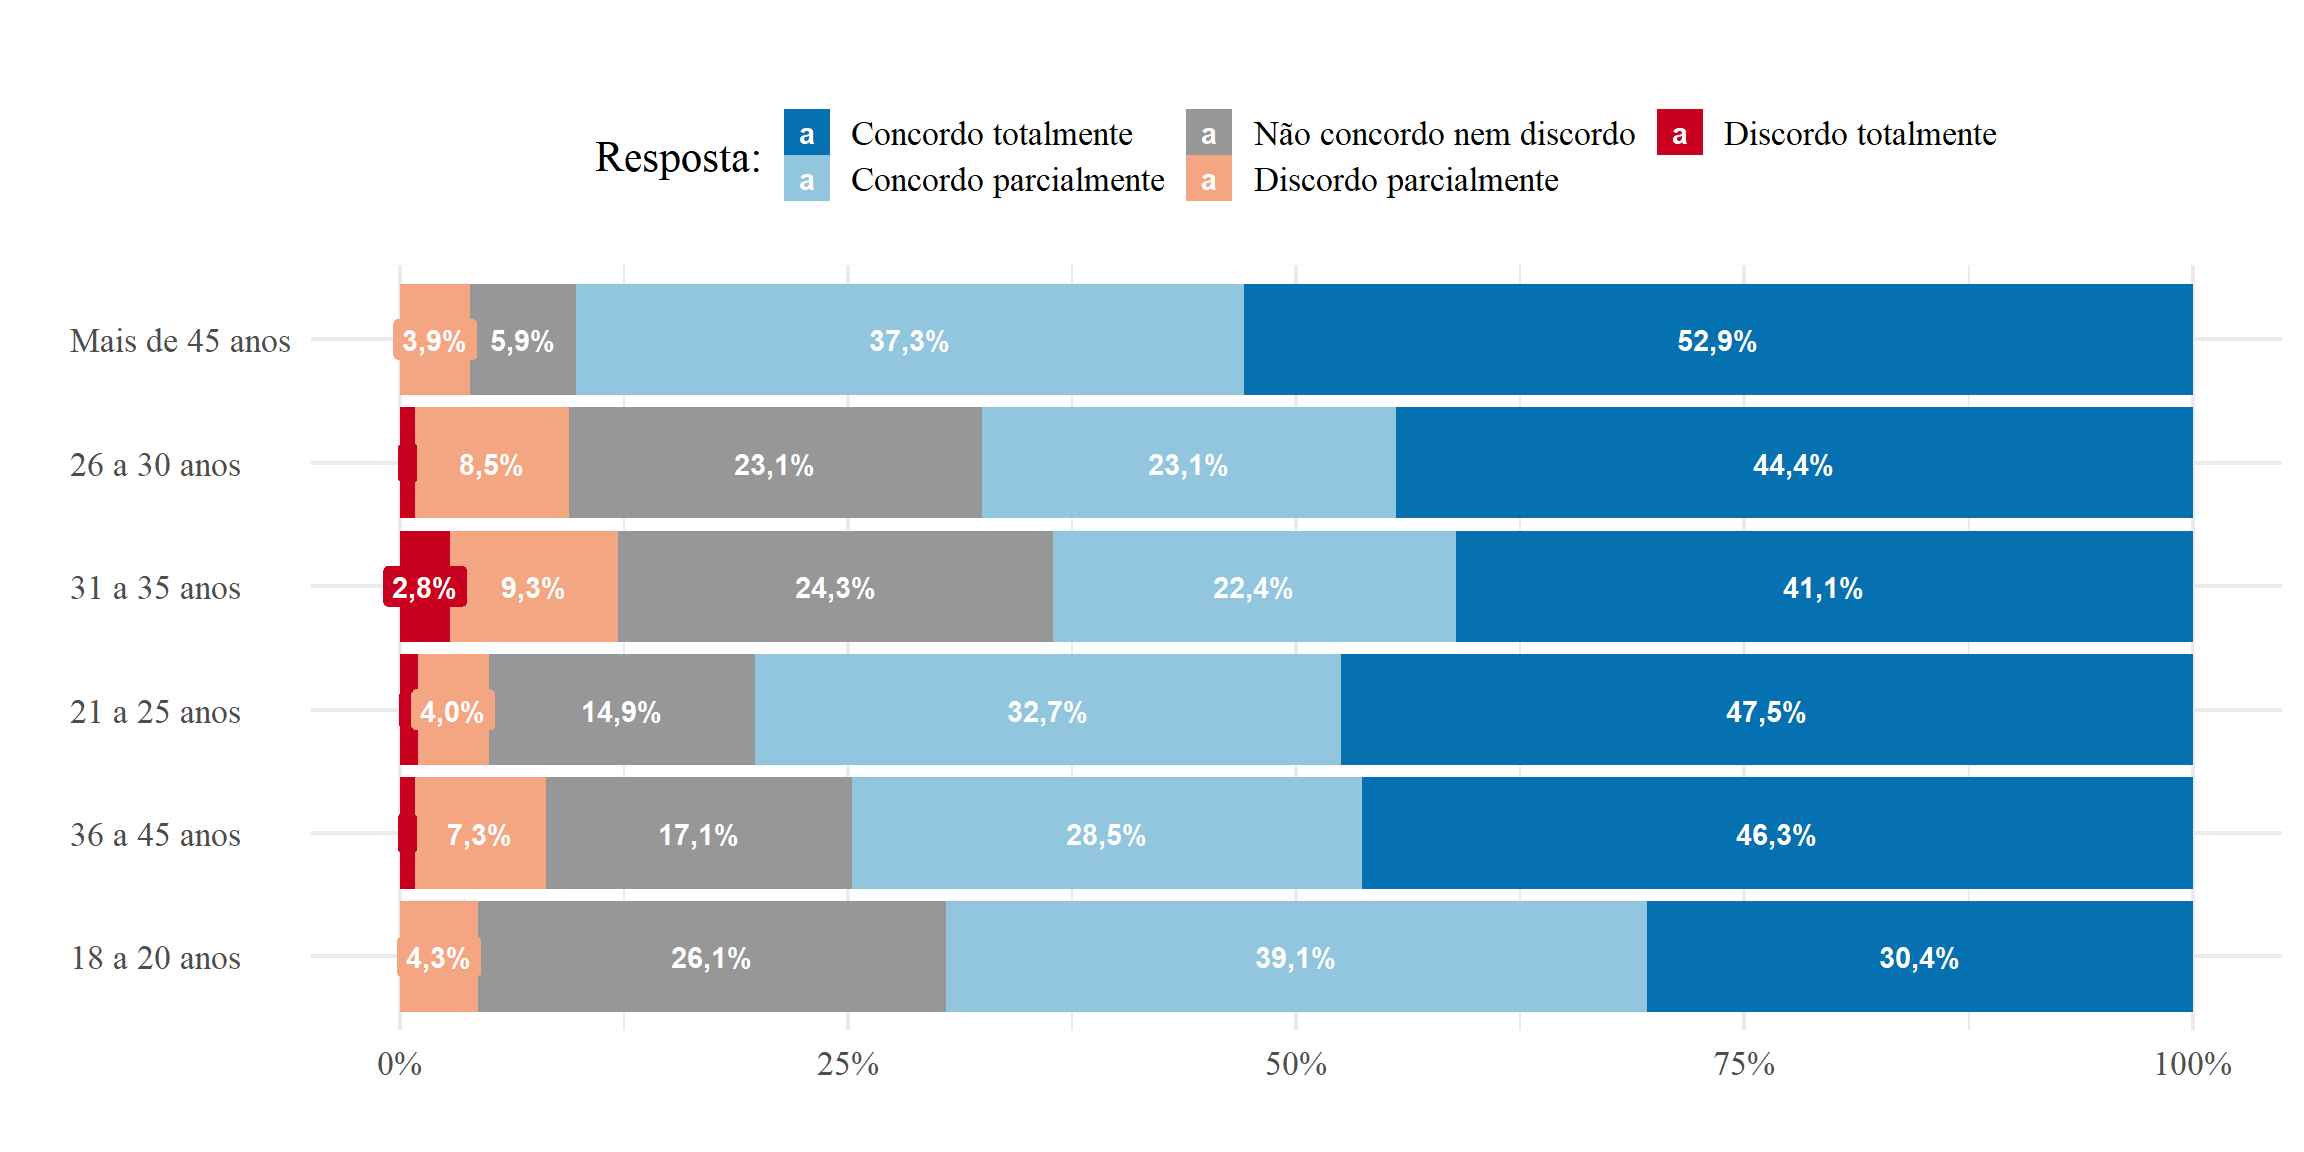 Resposta:
a Concordo totalmente a Não concordo nem discordo a Discordo totalmente
a Concordo parcialmente a Discordo parcialmente
Mais de 45 anos 3,9% 5,9% 37,3% 52,9%
26 a 30 anos 8,5% 23,1% 23,1% 44,4%
31 a 35 anos 2,8% 9,3% 24,3% 22,4% 41,1%
21 a 25 anos 4,0% 14,9% 32,7% 47,5%
36 a 45 anos 7,3% 17,1% 28,5% 46,3%
18 a 20 anos 4,3% 26,1% 39,1% 30,4%
0% 25% 50% 75% 100%